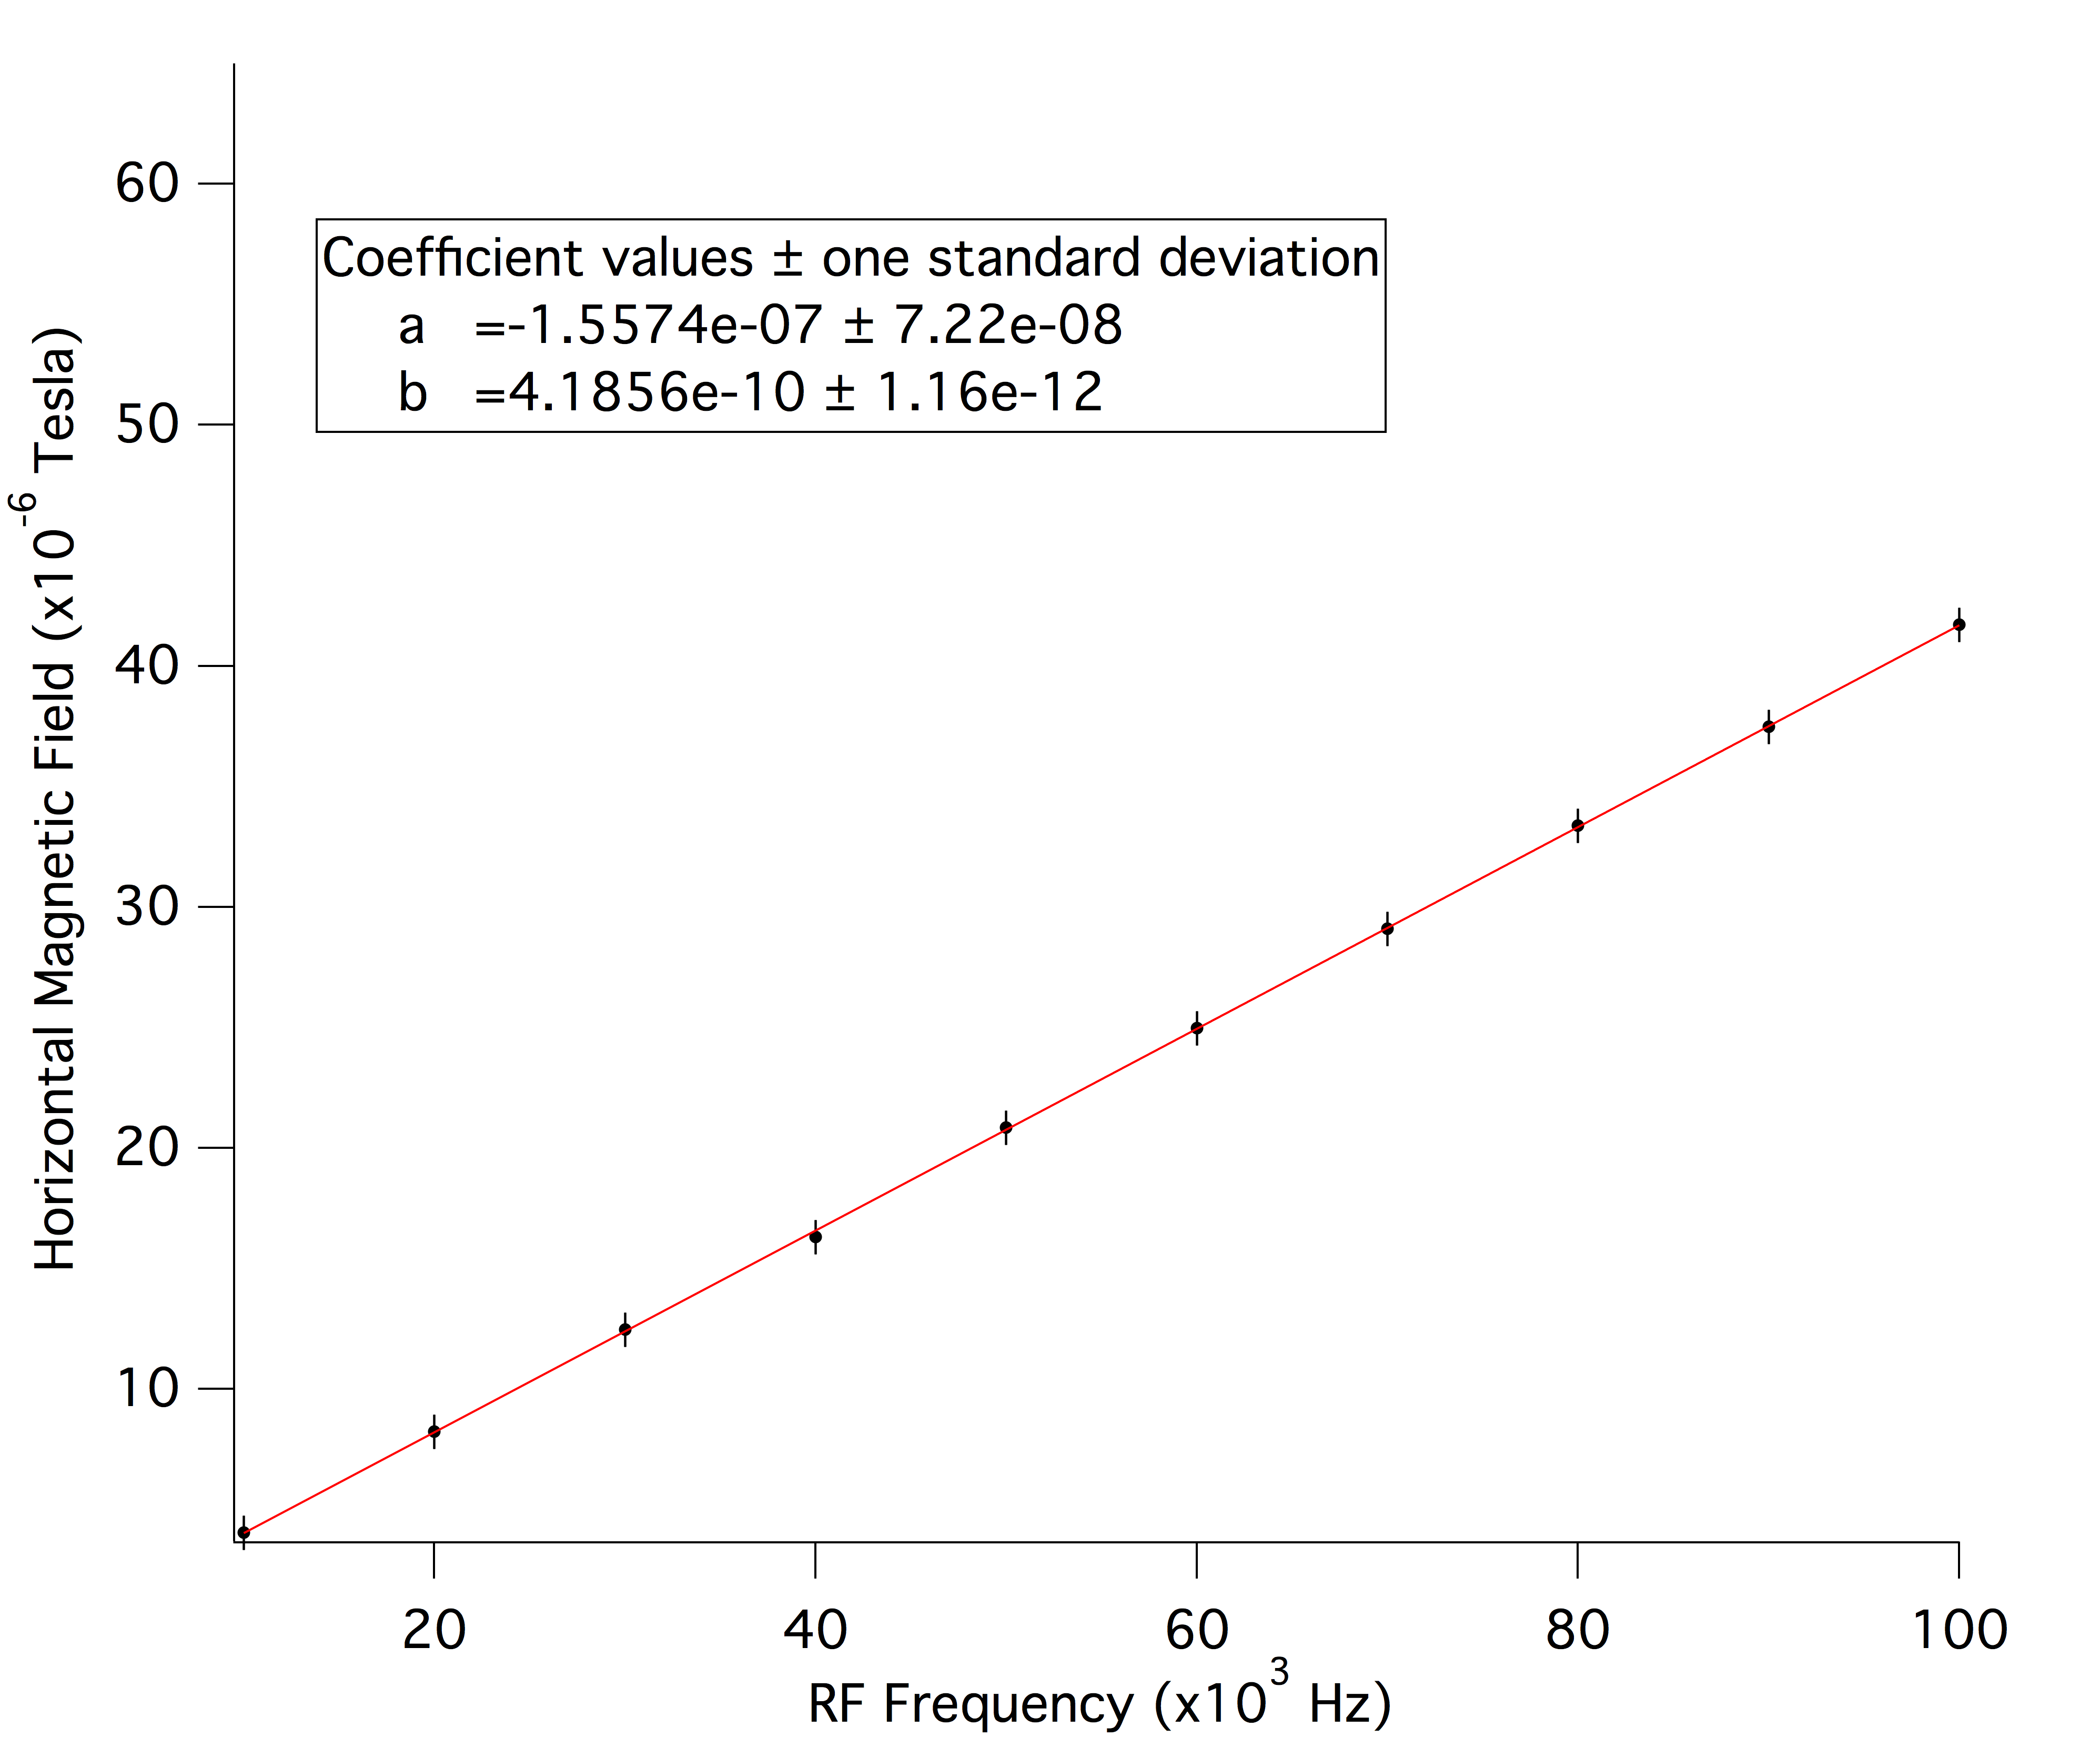 60
50
40
30
20
10
Horizontal Magnetic Field (x10⁻⁶ Tesla)
Coefficient values ± one standard deviation
a =-1.5574e-07 ± 7.22e-08
b =4.1856e-10 ± 1.16e-12
20 40 60 80 100
RF Frequency (x10³ Hz)